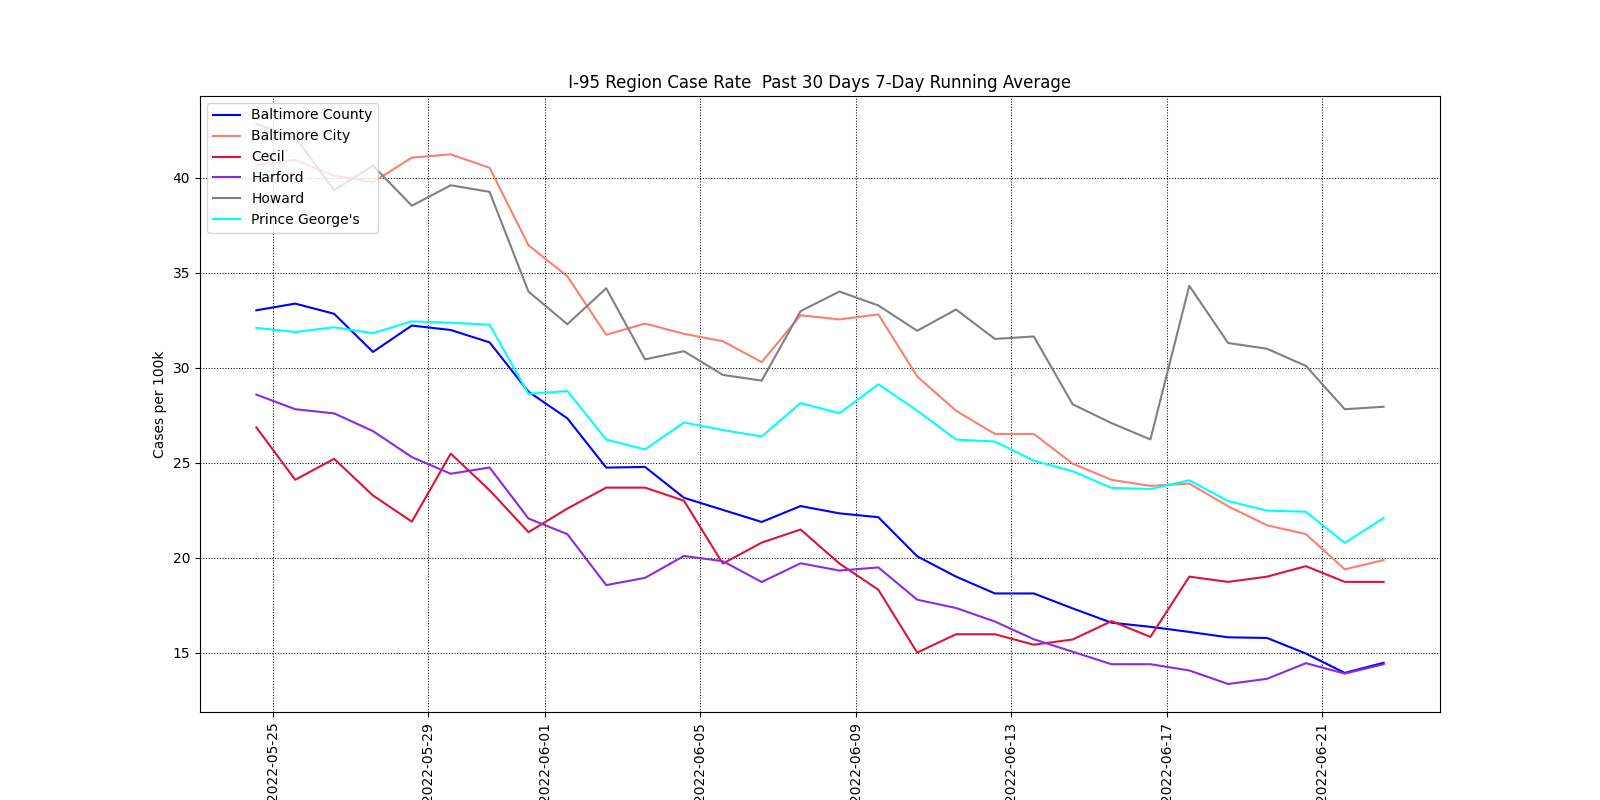 I-95 Region Case Rate  Past 30 Days 7-Day Running Average
Baltimore County
Baltimore City
Cecil
Harford
Howard
Prince George's
Cases per 100k
40
35
30
25
20
15
2022-05-25
2022-05-29
2022-06-01
2022-06-05
2022-06-09
2022-06-13
2022-06-17
2022-06-21